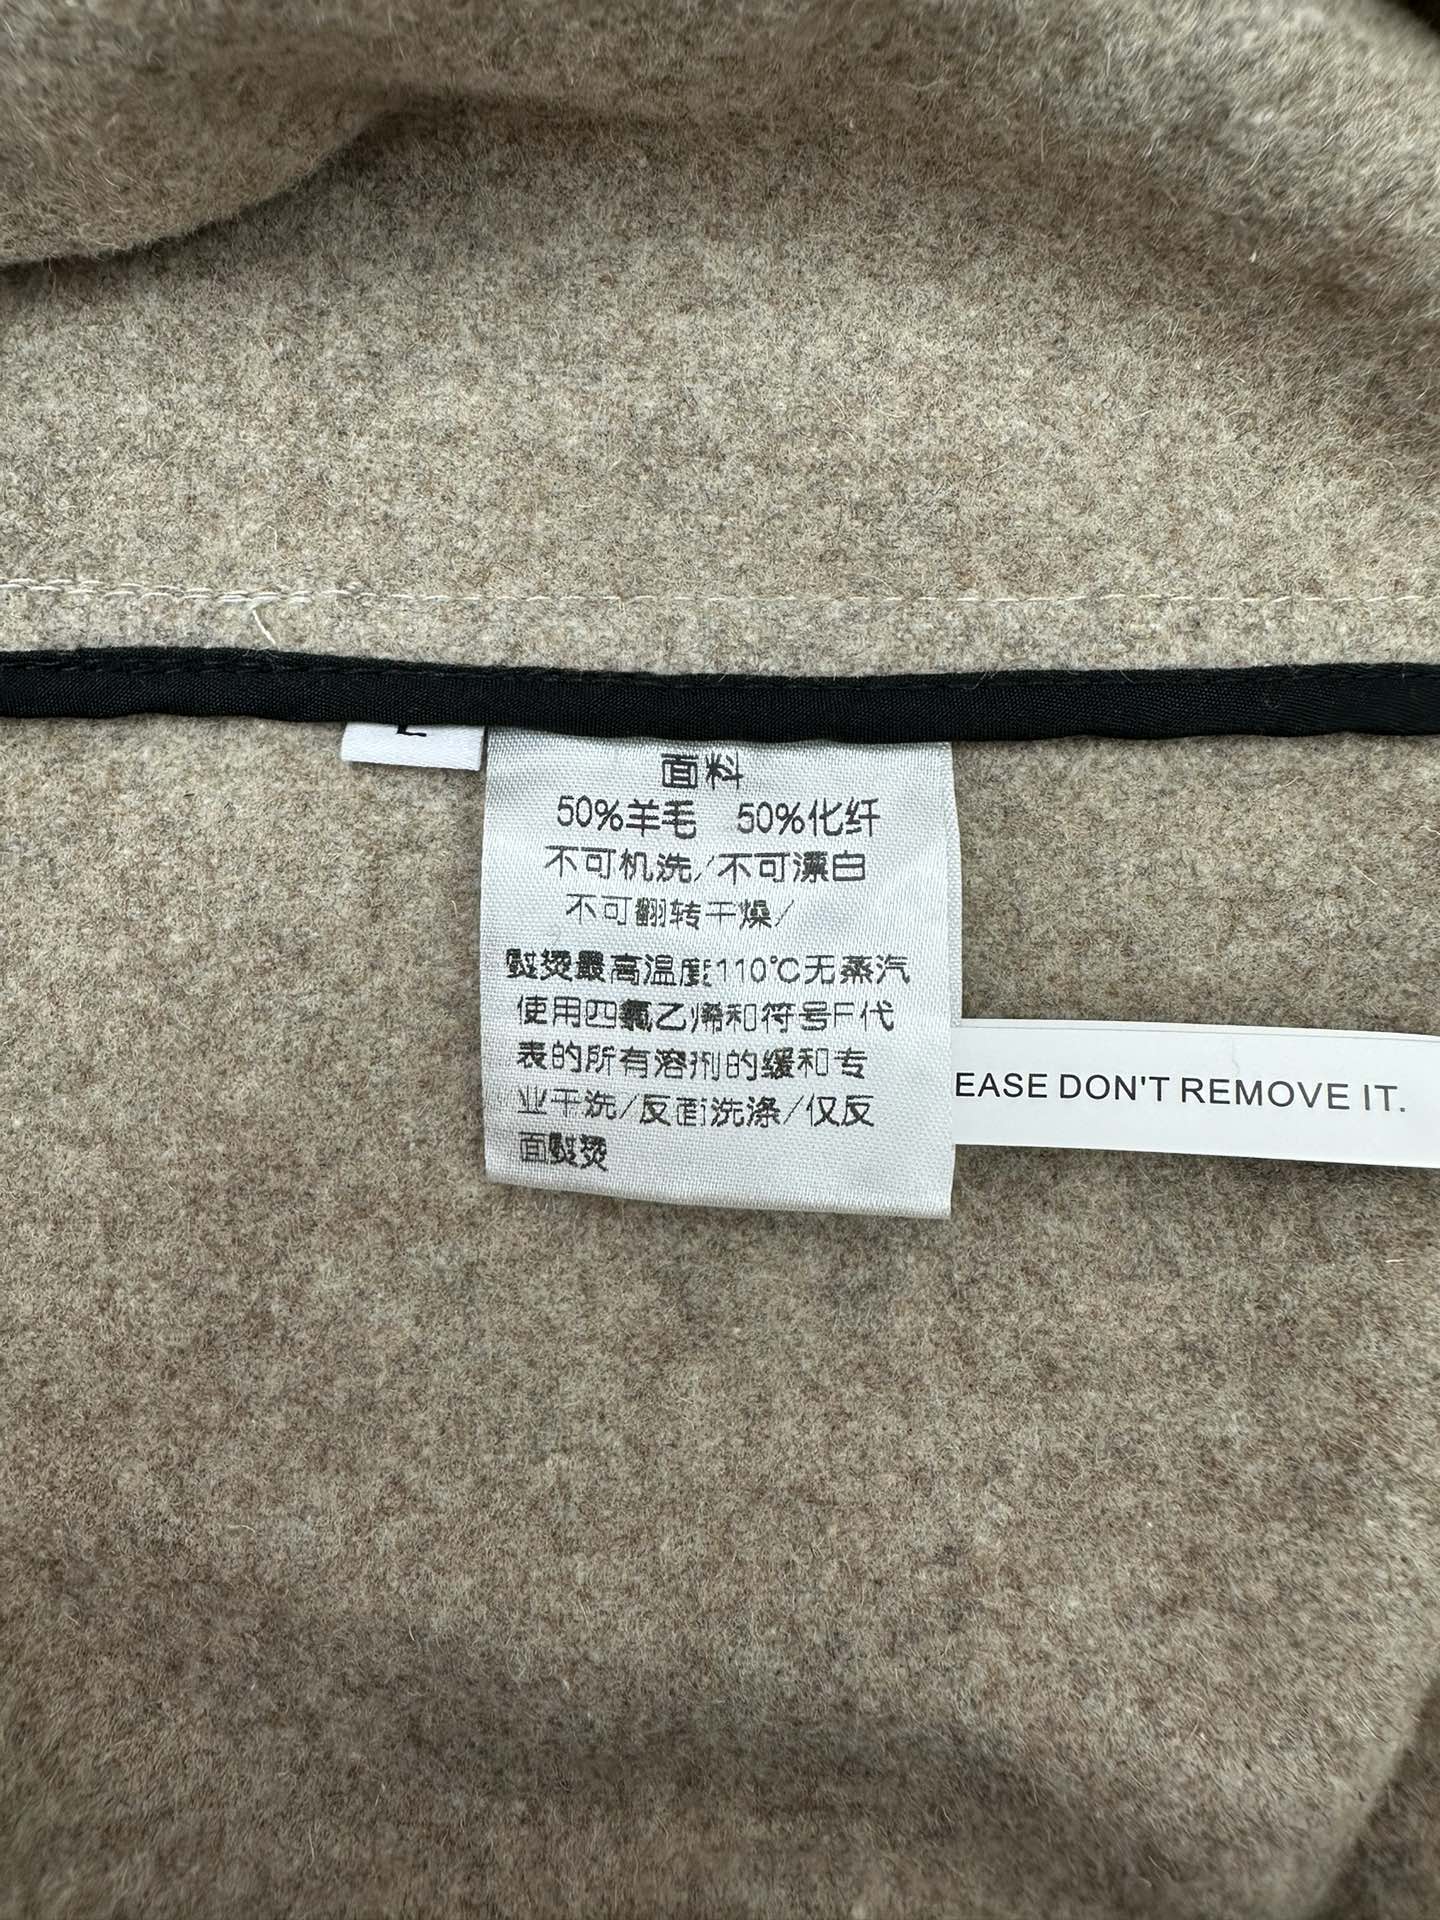 L
面料
50%羊毛 50%化纤
不可机洗/不可漂白
不可翻转干燥/
熨烫最高温度110℃无蒸汽
使用四氯乙烯和符号F代
表的所有溶剂的缓和专
业干洗/反面洗涤/仅反
面熨烫
EASE DON'T REMOVE IT.